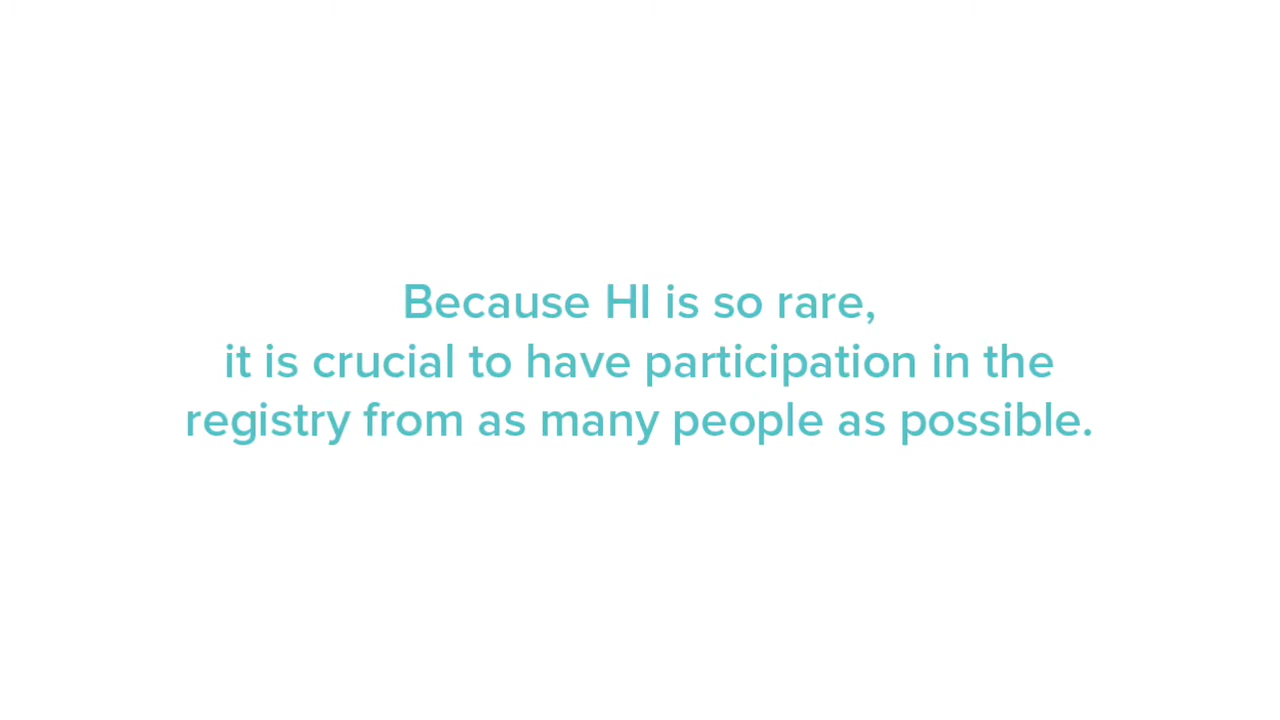 Because HI is so rare,
it is crucial to have participation in the
registry from as many people as possible.